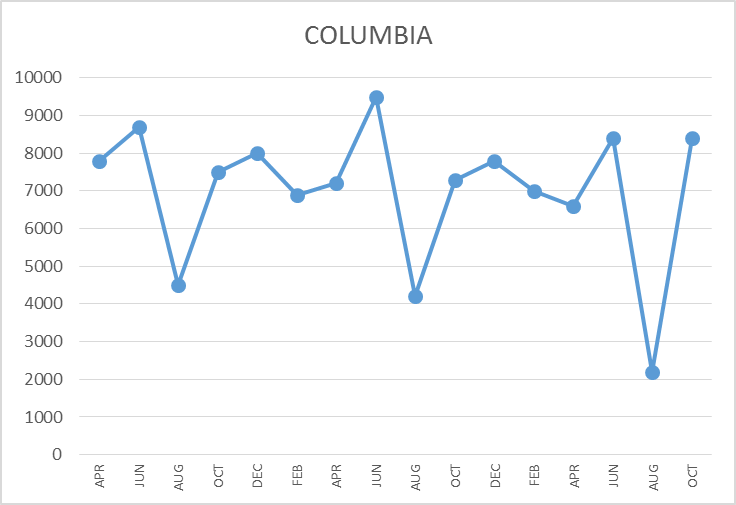 COLUMBIA
10000
9000
8000
7000
6000
5000
4000
3000
2000
1000
0
APR
JUN
AUG
OCT
DEC
FEB
APR
JUN
AUG
OCT
DEC
FEB
APR
JUN
AUG
OCT